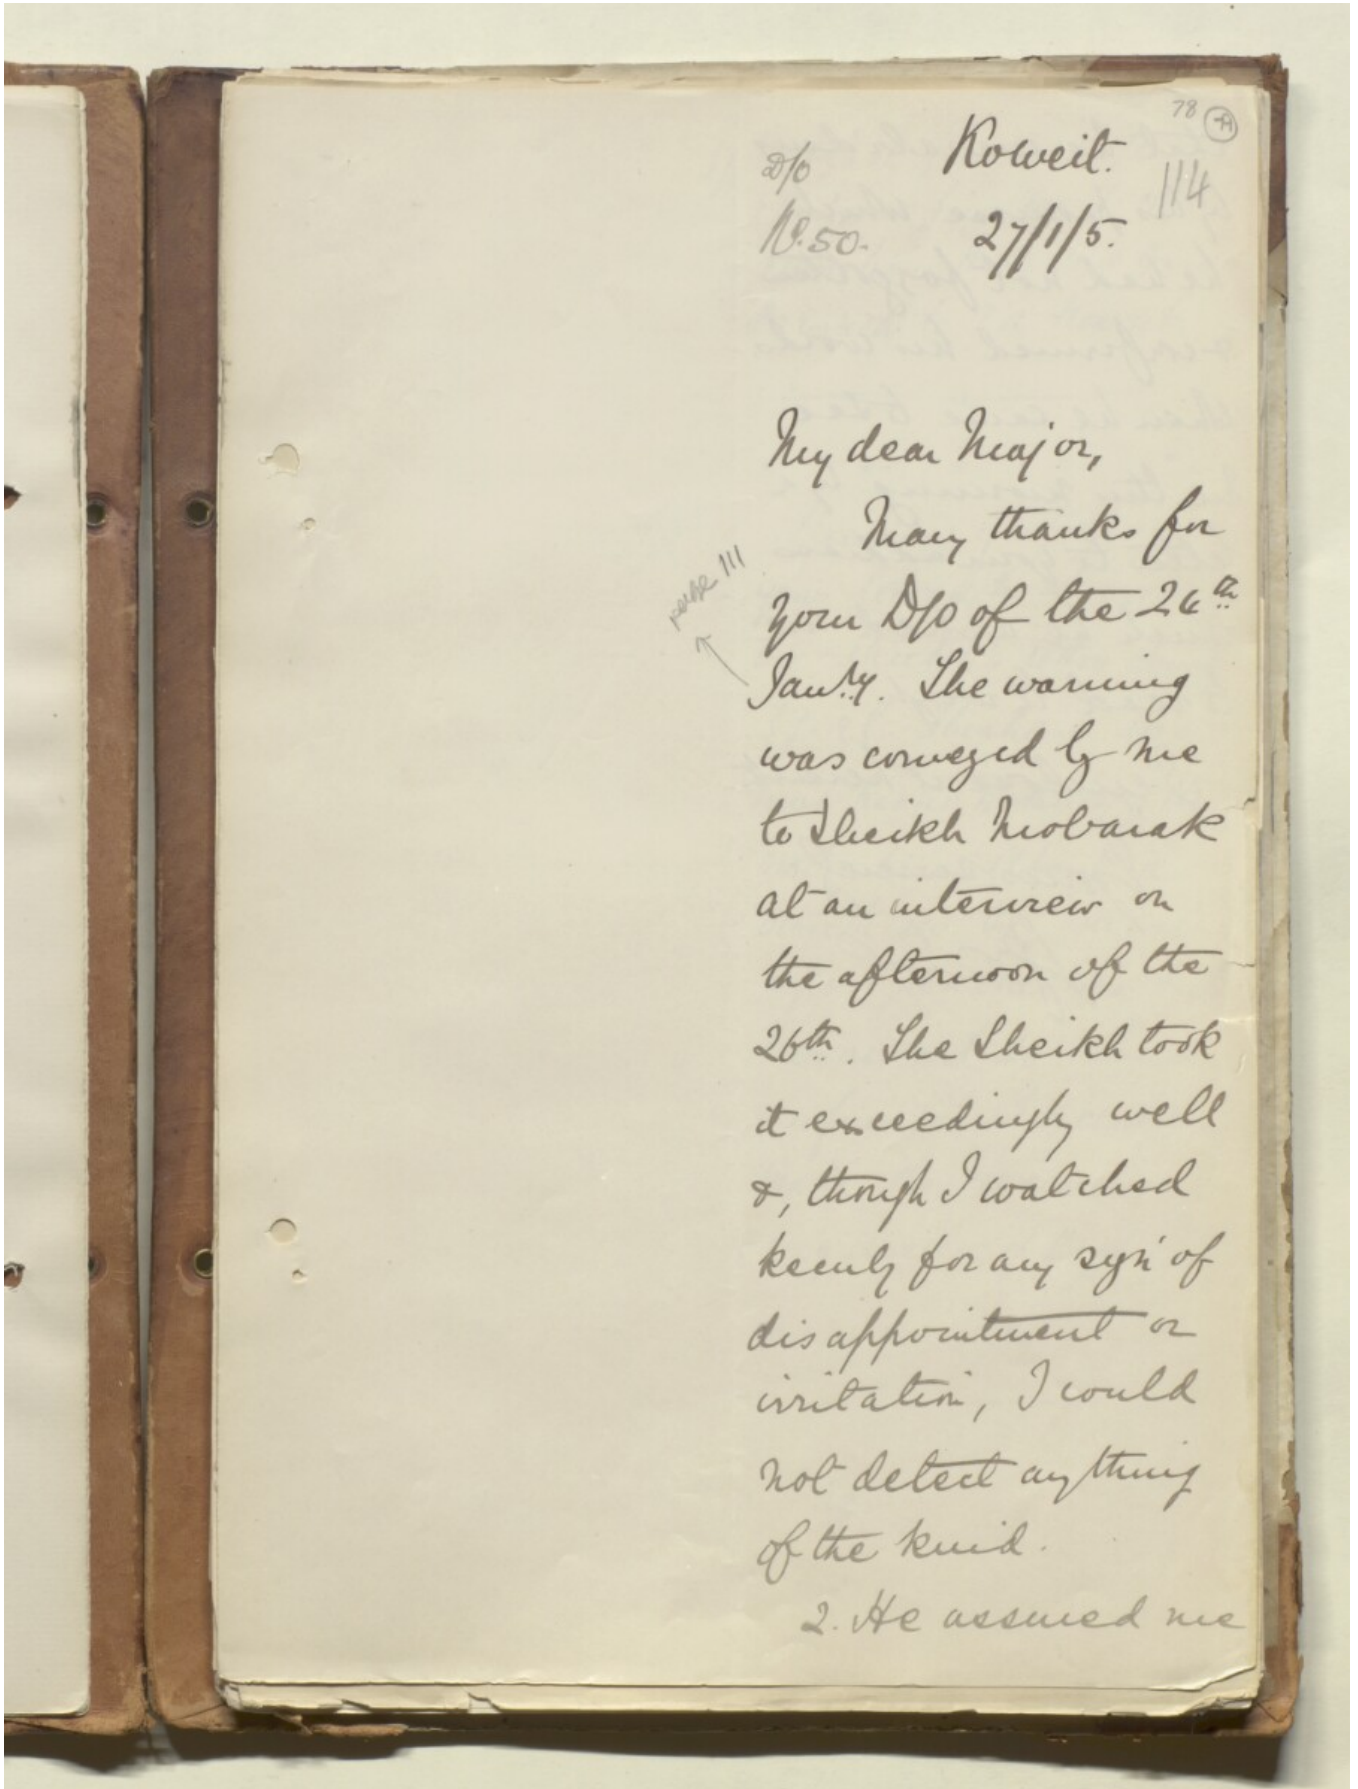 78
114
D/O
Koweit.
No. 50.
27/1/5.
My dear Major,
Many thanks for
your D/O of the 26th
page 111
Jany. The warning
was conveyed by me
to Sheikh Mobarak
at an interview on
the afternoon of the
26th. The Sheikh took
it exceedingly well
&, though I watched
keenly for any sign of
disappointment or
irritation, I could
not detect anything
of the kind.
2. He assured me